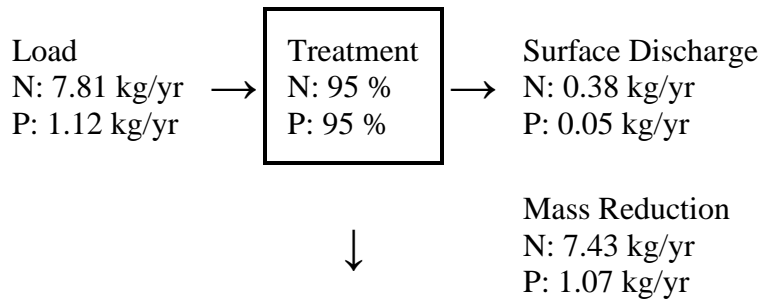 Load
N: 7.81 kg/yr
P: 1.12 kg/yr
Treatment
N: 95 %
P: 95 %
Surface Discharge
N: 0.38 kg/yr
P: 0.05 kg/yr
Mass Reduction
N: 7.43 kg/yr
P: 1.07 kg/yr